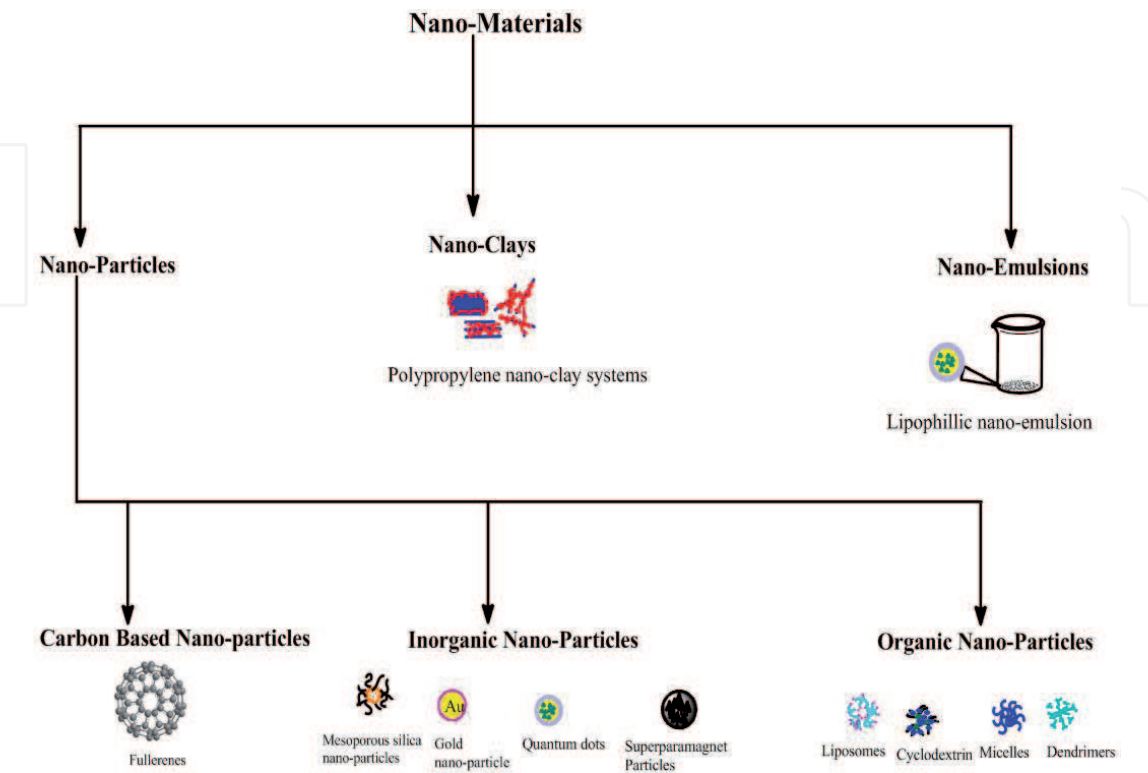 Nano-Materials
Nano-Particles
Nano-Clays
Nano-Emulsions
Polypropylene nano-clay systems
Lipophillic nano-emulsion
Carbon Based Nano-particles
Inorganic Nano-Particles
Organic Nano-Particles
Fullerenes
Mesoporous silica
nano-particles
Au
Gold
nano-particle
Quantum dots
Superparamagnet
Particles
Liposomes
Cyclodextrin
Micelles
Dendrimers